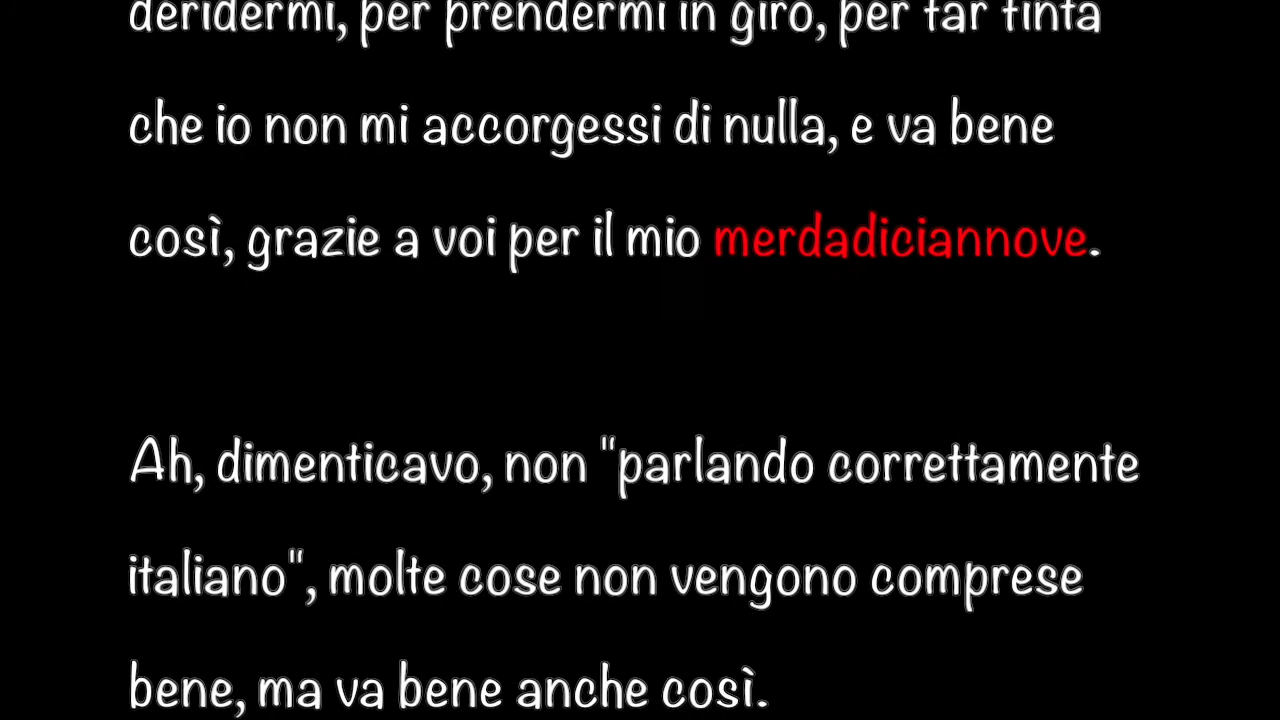 deridermi, per prendermi in giro, per far finta
che io non mi accorgessi di nulla, e va bene
così, grazie a voi per il mio merdadiciannove.
Ah, dimenticavo, non "parlando correttamente
italiano", molte cose non vengono comprese
bene, ma va bene anche così.